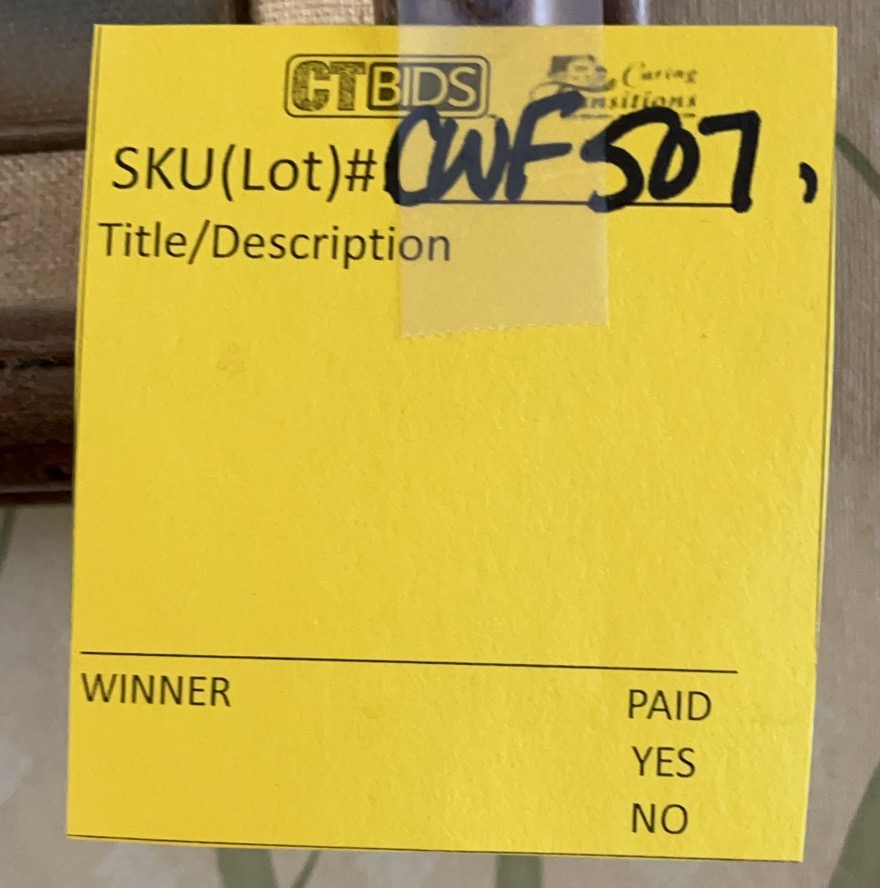 CTBIDS Caring
Transitions
SKU(Lot)# CWF507,
Title/Description
WINNER PAID
YES
NO